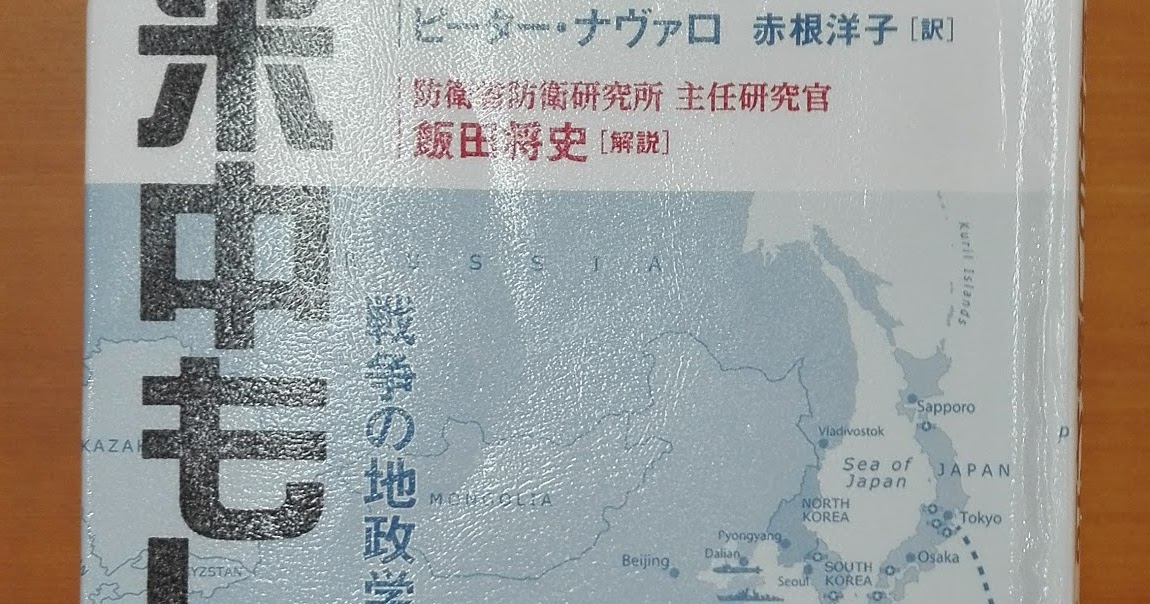 ピーター・ナヴァロ 赤根洋子[訳]
防衛省防衛研究所 主任研究官
飯田将史[解説]
米中も
戦争の地政学
RUSSIA
Kuril Islands
Sapporo
Vladivostok
KAZAK
Sea of
Japan
JAPAN
MONGOLIA
NORTH
KOREA
Tokyo
Pyongyang
Dalian
Beijing
Osaka
YZSTAN
Seoul
SOUTH
KOREA
P